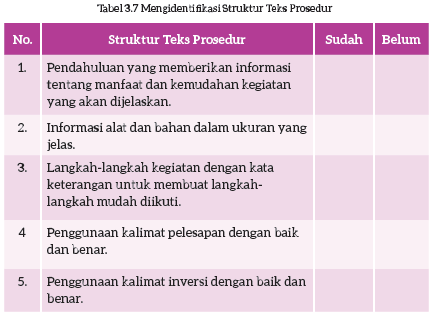 Tabel 3.7 Mengidentifikasi Struktur Teks Prosedur
No. Struktur Teks Prosedur Sudah Belum
1. Pendahuluan yang memberikan informasi
tentang manfaat dan kemudahan kegiatan
yang akan dijelaskan.
2. Informasi alat dan bahan dalam ukuran yang
jelas.
3. Langkah-langkah kegiatan dengan kata
keterangan untuk membuat langkah-
langkah mudah diikuti.
4 Penggunaan kalimat pelesapan dengan baik
dan benar.
5. Penggunaan kalimat inversi dengan baik dan
benar.